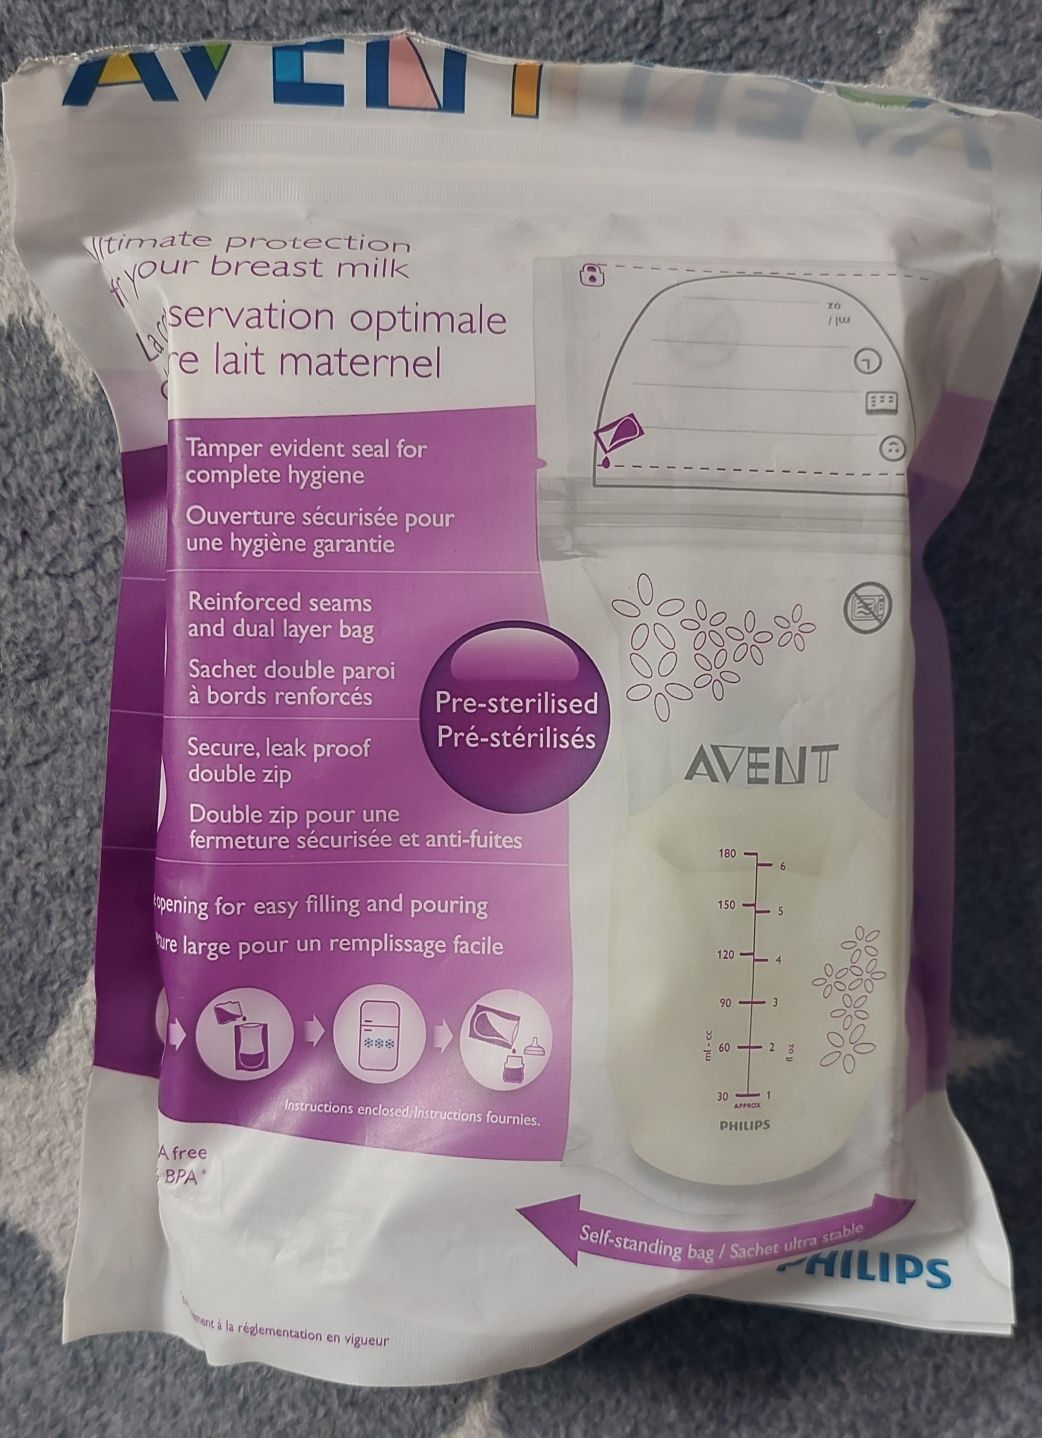 AVENT
your breast milk
protection
optimale
lait maternel
Tamper evident seal for
complete hygiene
Ouverture sécurisée pour
une hygiène garantie
Reinforced seams
and dual layer bag
Sachet double paroi
à bords renforcés
Pre-sterilised
Pré-stérilisés
Secure, leak proof
double zip
Double zip pour une
fermeture sécurisée et anti-fuites
opening for easy filling and pouring
large pour un remplissage facile
Instructions enclosed. Instructions fournies.
free
BPA*
à la réglementation en vigueur
oz
ml /
AVENT
180
6
150
5
120
4
90 3
ml - cc 60 2 fl oz
30 1
APPROX
PHILIPS
Self-standing bag / Sachet ultra stable
PHILIPS